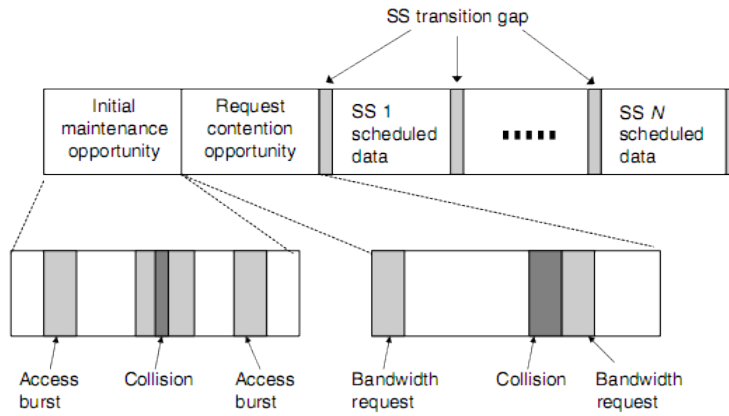 SS transition gap
Initial
maintenance
opportunity
Request
contention
opportunity
SS 1
scheduled
data
SS N
scheduled
data
Access
burst
Collision
Access
burst
Bandwidth
request
Collision
Bandwidth
request